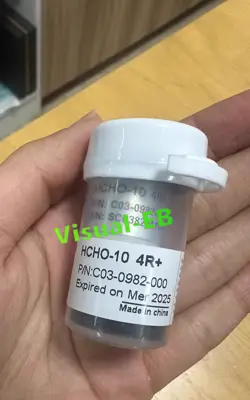 HCHO-10 4R+
P/N: C03-098
Visual-EB
HCHO-10 4R+
P/N:C03-0982-000
Expired on Mer 2025
Made in china